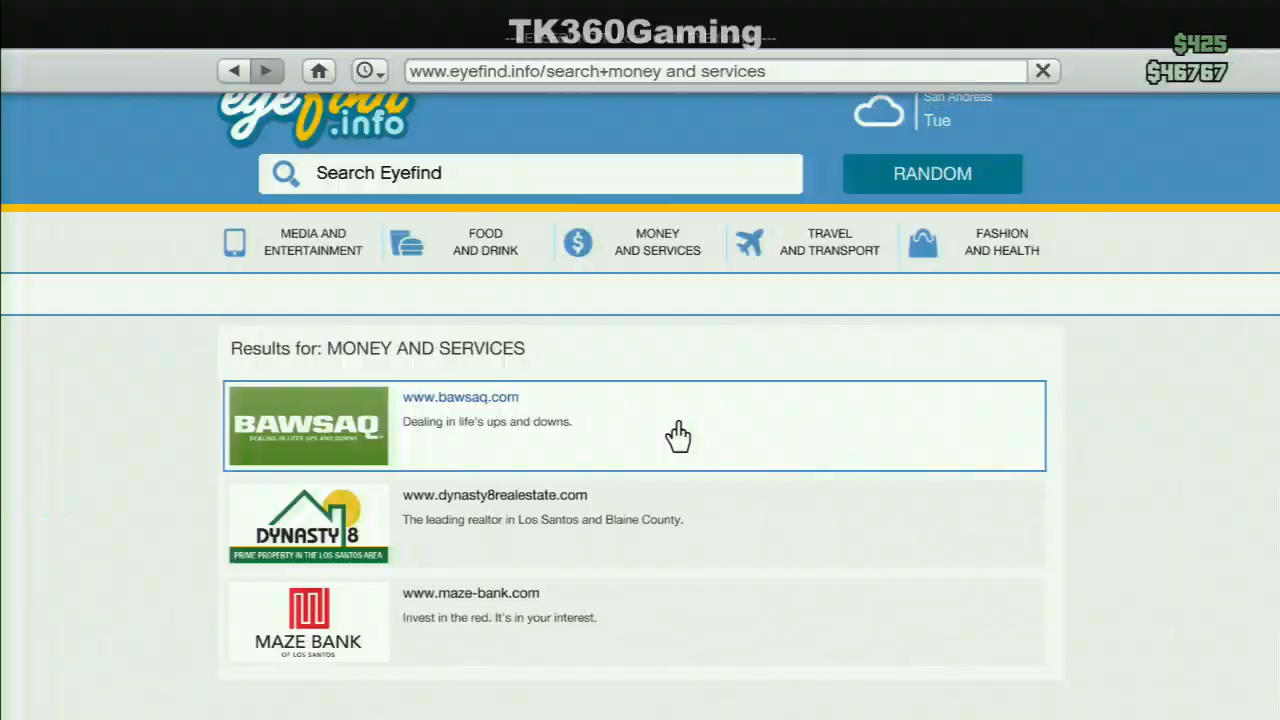 TK360Gaming
$425
$46767
www.eyefind.info/search+money and services
eyefind
.info
San Andreas
Tue
Search Eyefind
RANDOM
MEDIA AND
ENTERTAINMENT
FOOD
AND DRINK
MONEY
AND SERVICES
TRAVEL
AND TRANSPORT
FASHION
AND HEALTH
Results for: MONEY AND SERVICES
BAWSAQ
DEALING IN LIFE'S UPS AND DOWNS
www.bawsaq.com
Dealing in life's ups and downs.
DYNASTY 8
PRIME PROPERTY IN THE LOS SANTOS AREA
www.dynasty8realestate.com
The leading realtor in Los Santos and Blaine County.
MAZE BANK
OF LOS SANTOS
www.maze-bank.com
Invest in the red. It's in your interest.